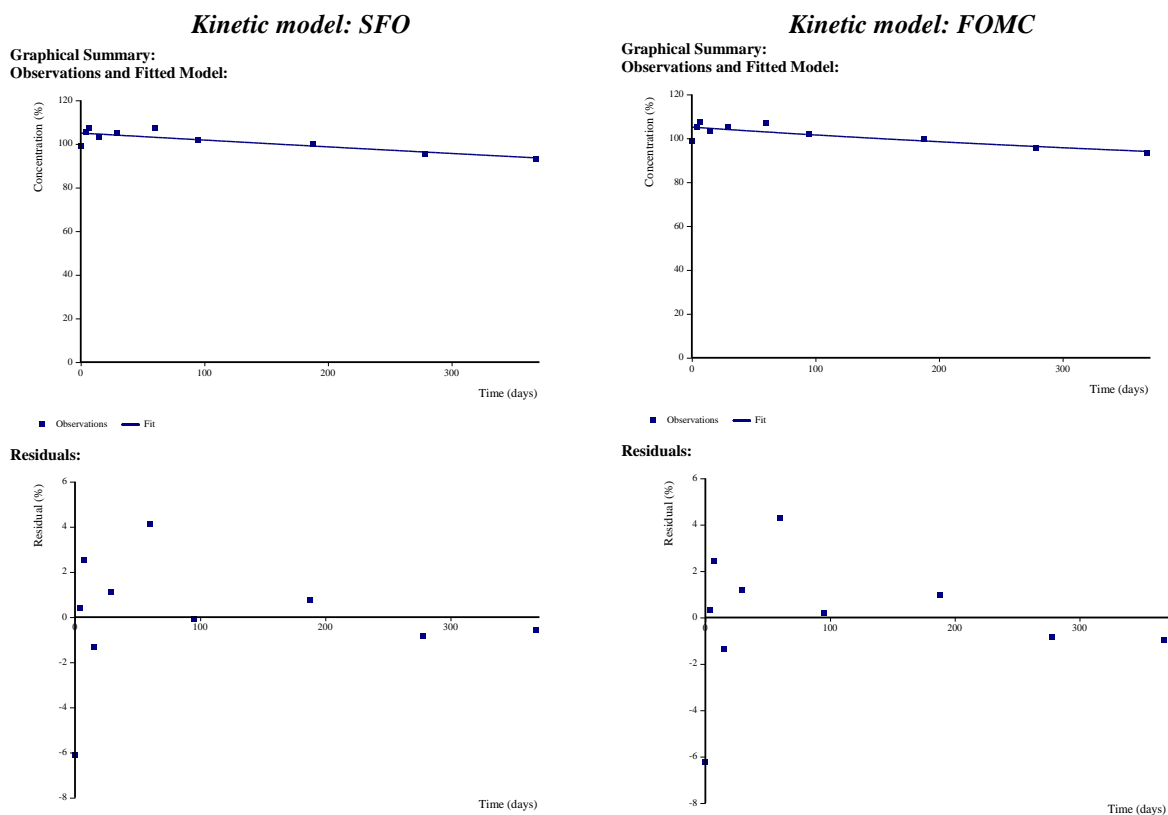 Kinetic model: SFO
Graphical Summary:
Observations and Fitted Model:
Concentration (%)
120
100
80
60
40
20
0
0 100 200 300
Time (days)
Observations Fit
Residuals:
Residual (%)
6
4
2
0
-2
-4
-6
-8
0 100 200 300
Time (days)
Kinetic model: FOMC
Graphical Summary:
Observations and Fitted Model:
Concentration (%)
120
100
80
60
40
20
0
0 100 200 300
Time (days)
Observations Fit
Residuals:
Residual (%)
6
4
2
0
-2
-4
-6
-8
0 100 200 300
Time (days)